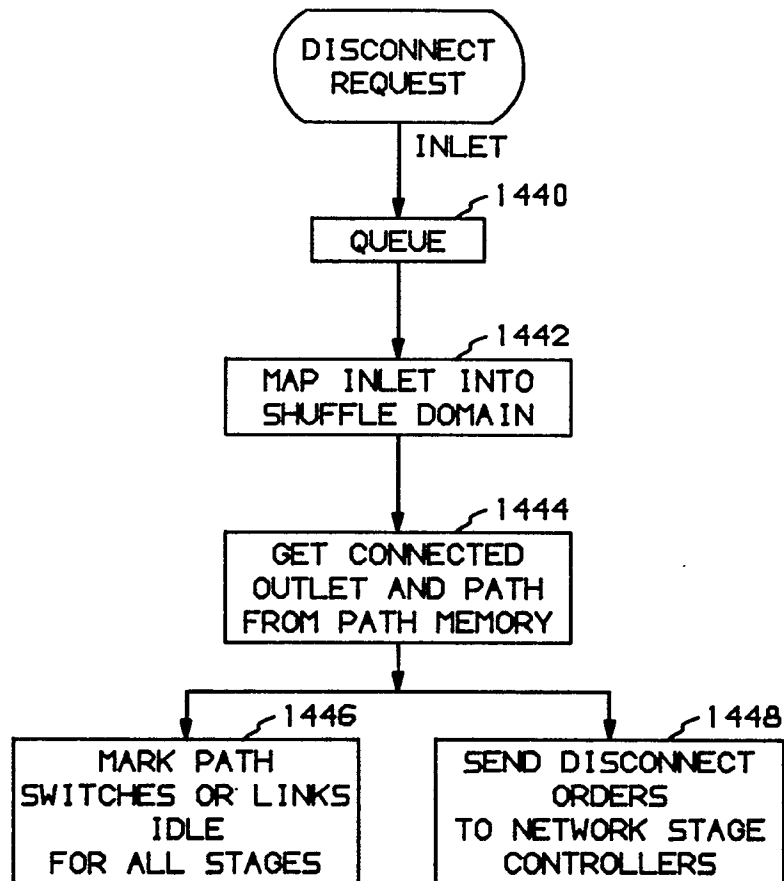 DISCONNECT
REQUEST
INLET
1440
QUEUE
1442
MAP INLET INTO
SHUFFLE DOMAIN
1444
GET CONNECTED
OUTLET AND PATH
FROM PATH MEMORY
1446
MARK PATH
SWITCHES OR LINKS
IDLE
FOR ALL STAGES
1448
SEND DISCONNECT
ORDERS
TO NETWORK STAGE
CONTROLLERS